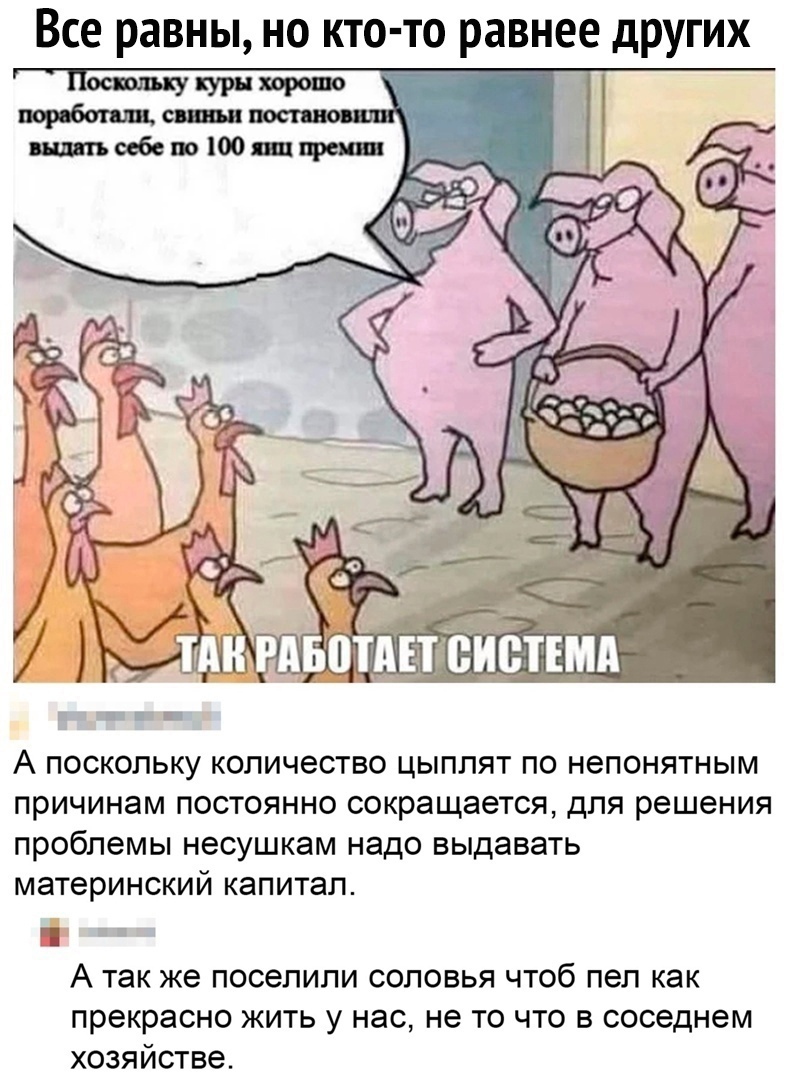 Все равны, но кто-то равнее других
Поскольку куры хорошо
поработали, свиньи постановили
выдать себе по 100 яиц премии
ТАК РАБОТАЕТ СИСТЕМА
А поскольку количество цыплят по непонятным
причинам постоянно сокращается, для решения
проблемы несушкам надо выдавать
материнский капитал.
А так же поселили соловья чтоб пел как
прекрасно жить у нас, не то что в соседнем
хозяйстве.